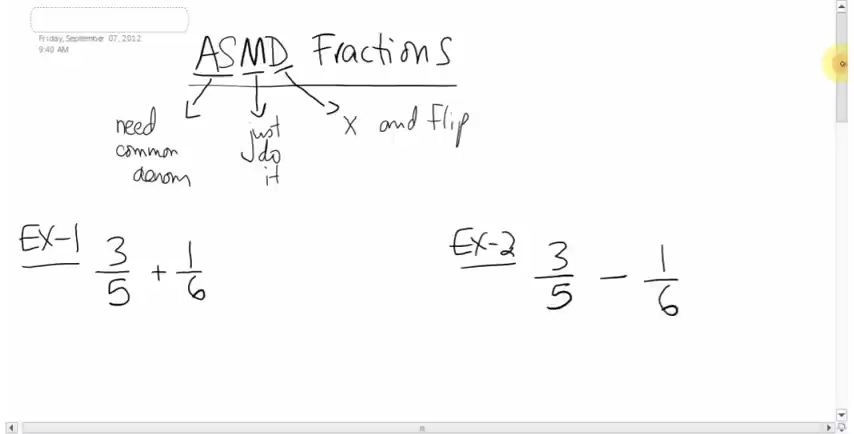 Friday, September 07, 2012
9:40 AM
ASMD Fractions
need
common
denom
just
do
it
x and Flip
EX-1 3/5 + 1/6
EX-2 3/5 - 1/6